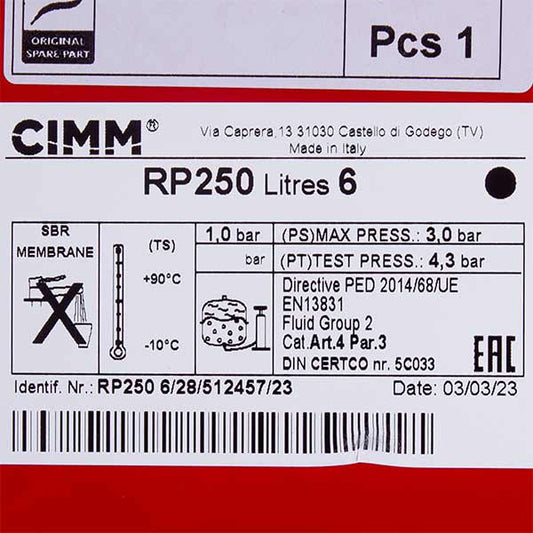 ORIGINAL
SPARE PART
Pcs 1
CIMM®
Via Caprera,13 31030 Castello di Godego (TV)
Made in Italy
RP250 Litres 6
SBR
MEMBRANE
(TS)
+90°C
-10°C
1,0 bar
bar
(PS)MAX PRESS.: 3,0 bar
(PT)TEST PRESS.: 4,3 bar
Directive PED 2014/68/UE
EN13831
Fluid Group 2
Cat.Art.4 Par.3
DIN CERTCO nr. 5C033
EAC
Identif. Nr.: RP250 6/28/512457/23
Date: 03/03/23